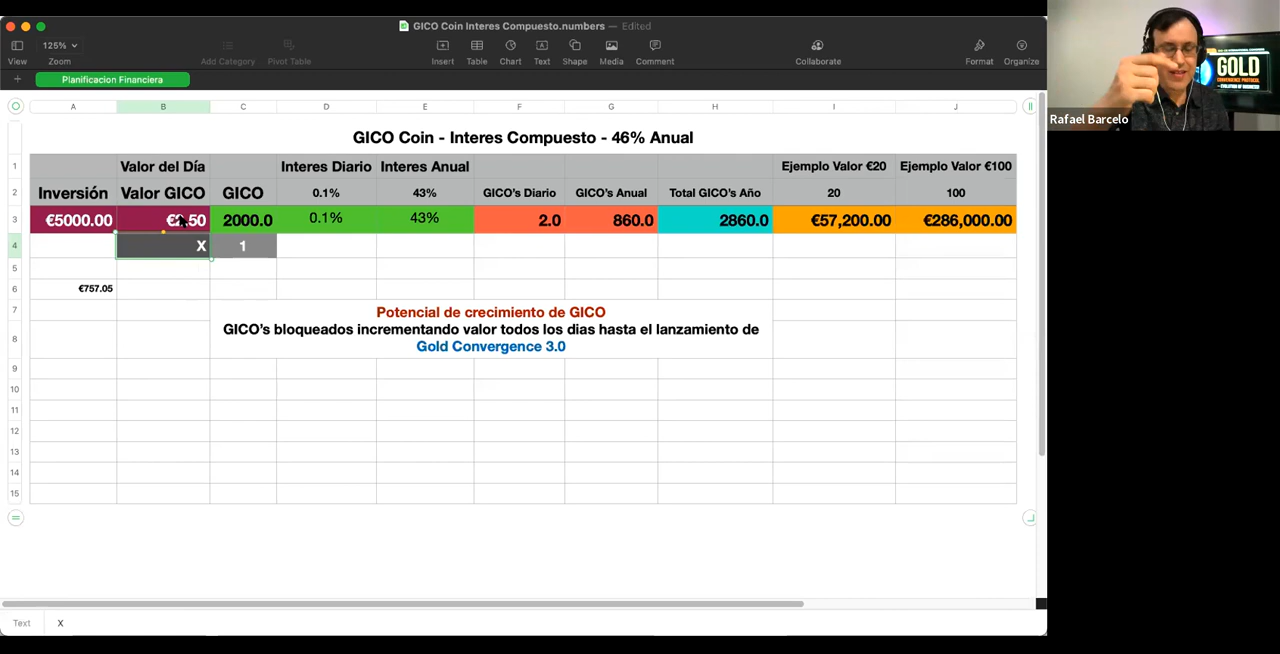 GICO Coin Interes Compuesto.numbers — Edited
125%
View
Zoom
Add Category
Pivot Table
Insert
Table
Chart
Text
Shape
Media
Comment
Collaborate
Format
Organize
Planificacion Financiera
A B C D E F G H I J
GICO Coin - Interes Compuesto - 46% Anual
1 Valor del Día Interes Diario Interes Anual Ejemplo Valor €20 Ejemplo Valor €100
2 Inversión Valor GICO GICO 0.1% 43% GICO's Diario GICO's Anual Total GICO's Año 20 100
3 €5000.00 2000.0 0.1% 43% 2.0 860.0 2860.0 €57,200.00 €286,000.00
4 X 1
5
6 €757.05
7 Potencial de crecimiento de GICO
GICO's bloqueados incrementando valor todos los dias hasta el lanzamiento de
8 Gold Convergence 3.0
9
10
11
12
13
14
15
Text X
GOLD
CONVERGENCE PROTOCOL
Rafael Barcelo